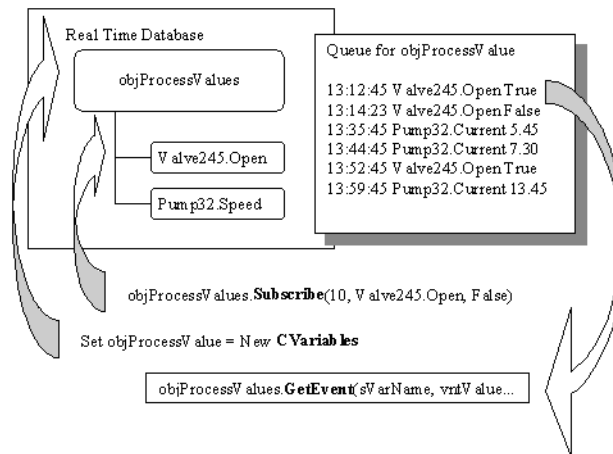 Real Time Database
objProcessValues
Valve245.Open
Pump32.Speed
Queue for objProcessValue
13:12:45 Valve245.Open True
13:14:23 Valve245.Open False
13:35:45 Pump32.Current 5.45
13:44:45 Pump32.Current 7.30
13:52:45 Valve245.Open True
13:59:45 Pump32.Current 13.45
objProcessValues.Subscribe(10, Valve245.Open, False)
Set objProcessValue = New CVariables
objProcessValues.GetEvent(sVarName, vntValue...